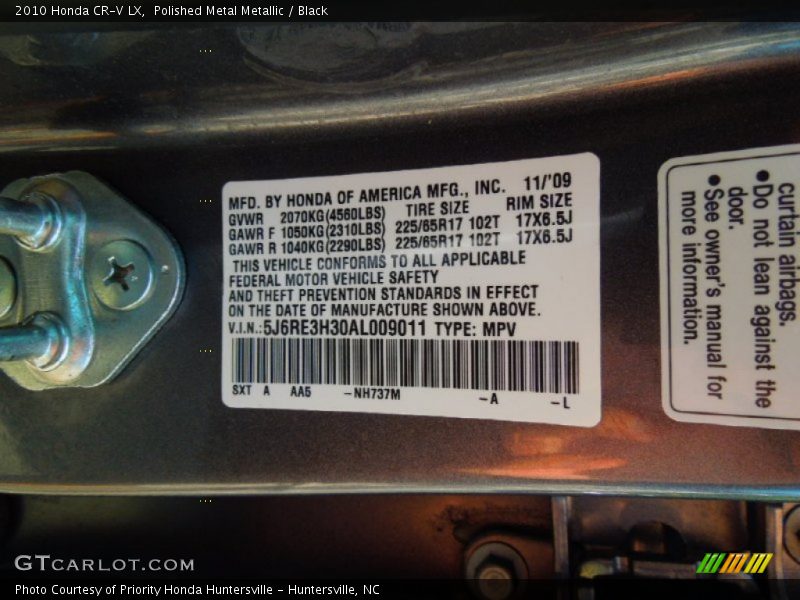 2010 Honda CR-V LX,  Polished Metal Metallic / Black
MFD. BY HONDA OF AMERICA MFG., INC. 11/'09
GVWR 2070KG(4560LBS) TIRE SIZE RIM SIZE
GAWR F 1050KG(2310LBS) 225/65R17 102T 17X6.5J
GAWR R 1040KG(2290LBS) 225/65R17 102T 17X6.5J
THIS VEHICLE CONFORMS TO ALL APPLICABLE
FEDERAL MOTOR VEHICLE SAFETY
AND THEFT PREVENTION STANDARDS IN EFFECT
ON THE DATE OF MANUFACTURE SHOWN ABOVE.
V.I.N.:5J6RE3H30AL009011 TYPE: MPV
SXT A AA5 -NH737M -A -L
curtain airbags.
•Do not lean against the
door.
•See owner's manual for
more information.
GTCARLOT.COM
Photo Courtesy of Priority Honda Huntersville - Huntersville, NC